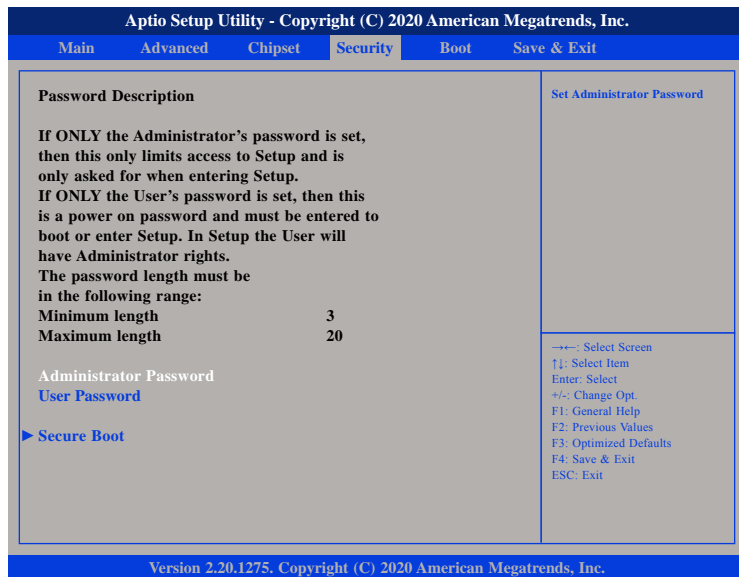 Aptio Setup Utility - Copyright (C) 2020 American Megatrends, Inc.
Main Advanced Chipset Security Boot Save & Exit
Password Description
If ONLY the Administrator's password is set,
then this only limits access to Setup and is
only asked for when entering Setup.
If ONLY the User's password is set, then this
is a power on password and must be entered to
boot or enter Setup. In Setup the User will
have Administrator rights.
The password length must be
in the following range:
Minimum length 3
Maximum length 20
Administrator Password
User Password
▶ Secure Boot
Set Administrator Password
→←: Select Screen
↑↓: Select Item
Enter: Select
+/-: Change Opt.
F1: General Help
F2: Previous Values
F3: Optimized Defaults
F4: Save & Exit
ESC: Exit
Version 2.20.1275. Copyright (C) 2020 American Megatrends, Inc.